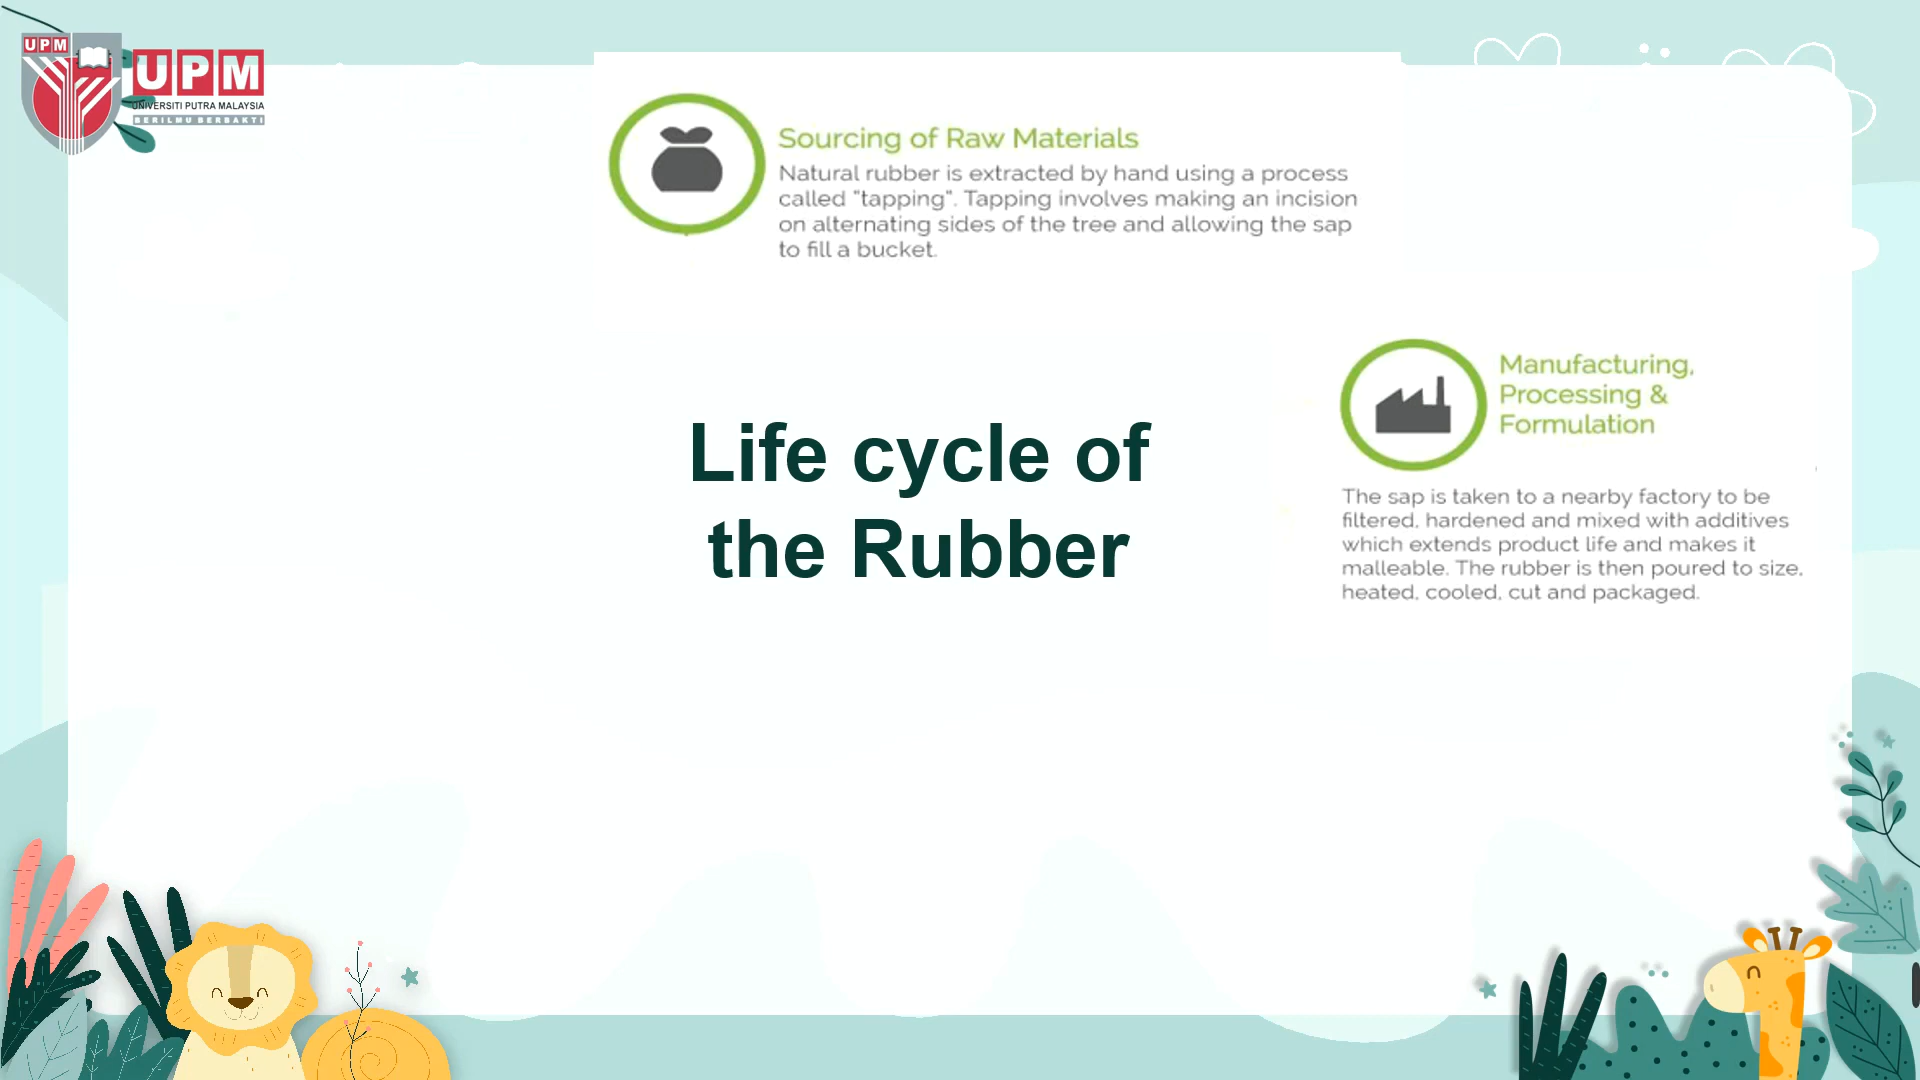 UPM
UPM
UNIVERSITI PUTRA MALAYSIA
BERILMU BERBAKTI
Sourcing of Raw Materials
Natural rubber is extracted by hand using a process
called "tapping". Tapping involves making an incision
on alternating sides of the tree and allowing the sap
to fill a bucket.
Manufacturing,
Processing &
Formulation
The sap is taken to a nearby factory to be
filtered, hardened and mixed with additives
which extends product life and makes it
malleable. The rubber is then poured to size,
heated, cooled, cut and packaged.
Life cycle of
the Rubber